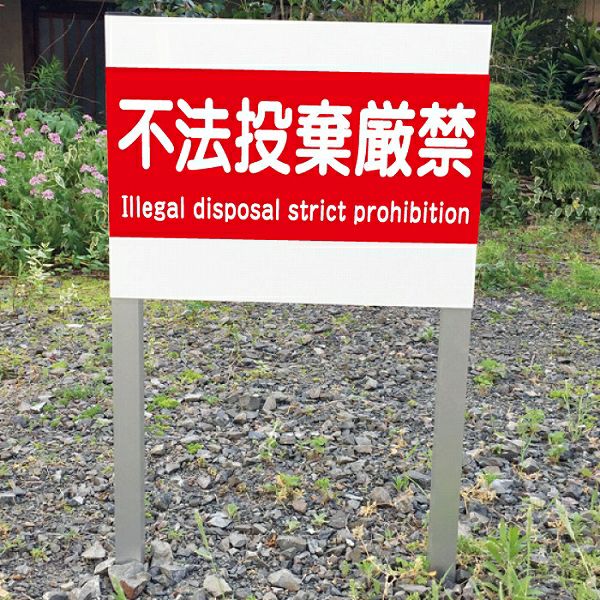 不法投棄厳禁
Illegal disposal strict prohibition